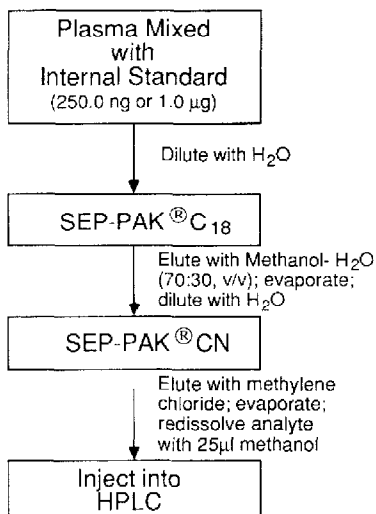 Plasma Mixed
with
Internal Standard
(250.0 ng or 1.0 µg)
Dilute with H₂O
SEP-PAK®C₁₈
Elute with Methanol- H₂O
(70:30, v/v); evaporate;
dilute with H₂O
SEP-PAK®CN
Elute with methylene
chloride; evaporate;
redissolve analyte
with 25µl methanol
Inject into
HPLC